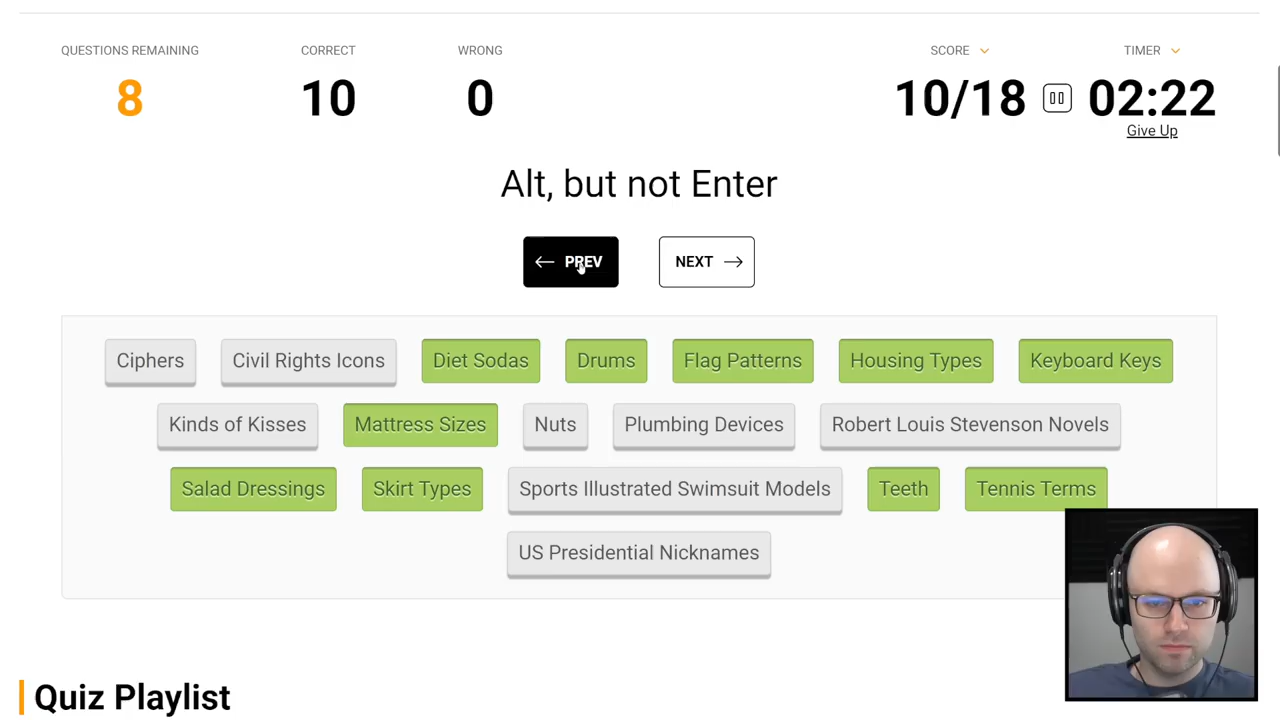 QUESTIONS REMAINING CORRECT WRONG SCORE TIMER
8 10 0 10/18 02:22
Give Up
Alt, but not Enter
PREV NEXT
Ciphers Civil Rights Icons Diet Sodas Drums Flag Patterns Housing Types Keyboard Keys
Kinds of Kisses Mattress Sizes Nuts Plumbing Devices Robert Louis Stevenson Novels
Salad Dressings Skirt Types Sports Illustrated Swimsuit Models Teeth Tennis Terms
US Presidential Nicknames
Quiz Playlist